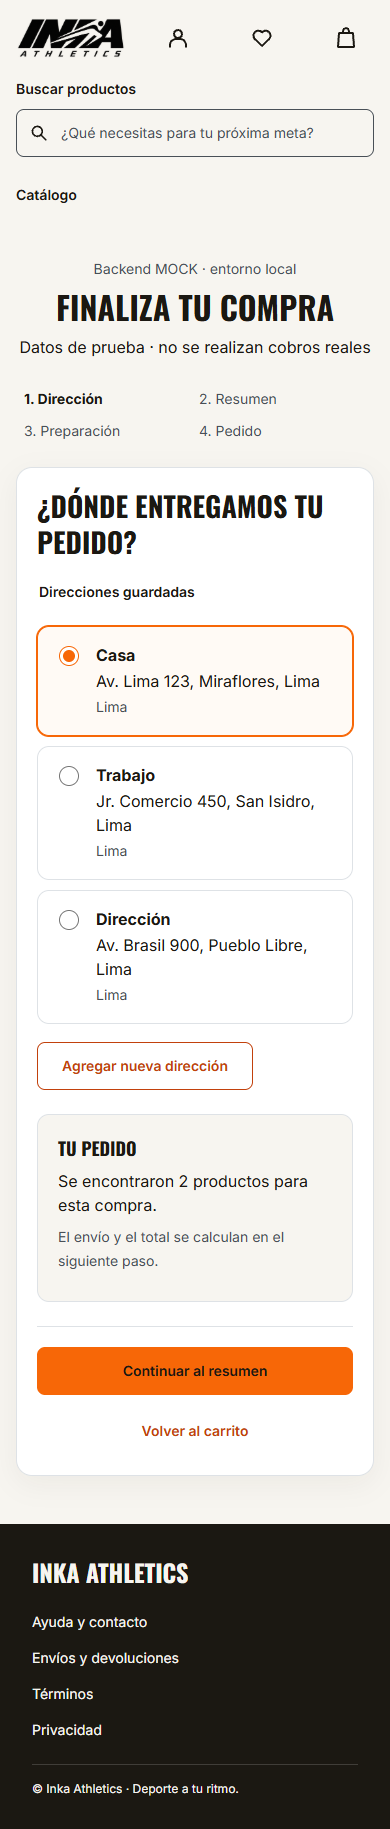 INKA
ATHLETICS
Buscar productos
¿Qué necesitas para tu próxima meta?
Catálogo
Backend MOCK · entorno local
FINALIZA TU COMPRA
Datos de prueba · no se realizan cobros reales
1. Dirección
2. Resumen
3. Preparación
4. Pedido
¿DÓNDE ENTREGAMOS TU
PEDIDO?
Direcciones guardadas
Casa
Av. Lima 123, Miraflores, Lima
Lima
Trabajo
Jr. Comercio 450, San Isidro,
Lima
Lima
Dirección
Av. Brasil 900, Pueblo Libre,
Lima
Lima
Agregar nueva dirección
TU PEDIDO
Se encontraron 2 productos para
esta compra.
El envío y el total se calculan en el
siguiente paso.
Continuar al resumen
Volver al carrito
INKA ATHLETICS
Ayuda y contacto
Envíos y devoluciones
Términos
Privacidad
© Inka Athletics · Deporte a tu ritmo.